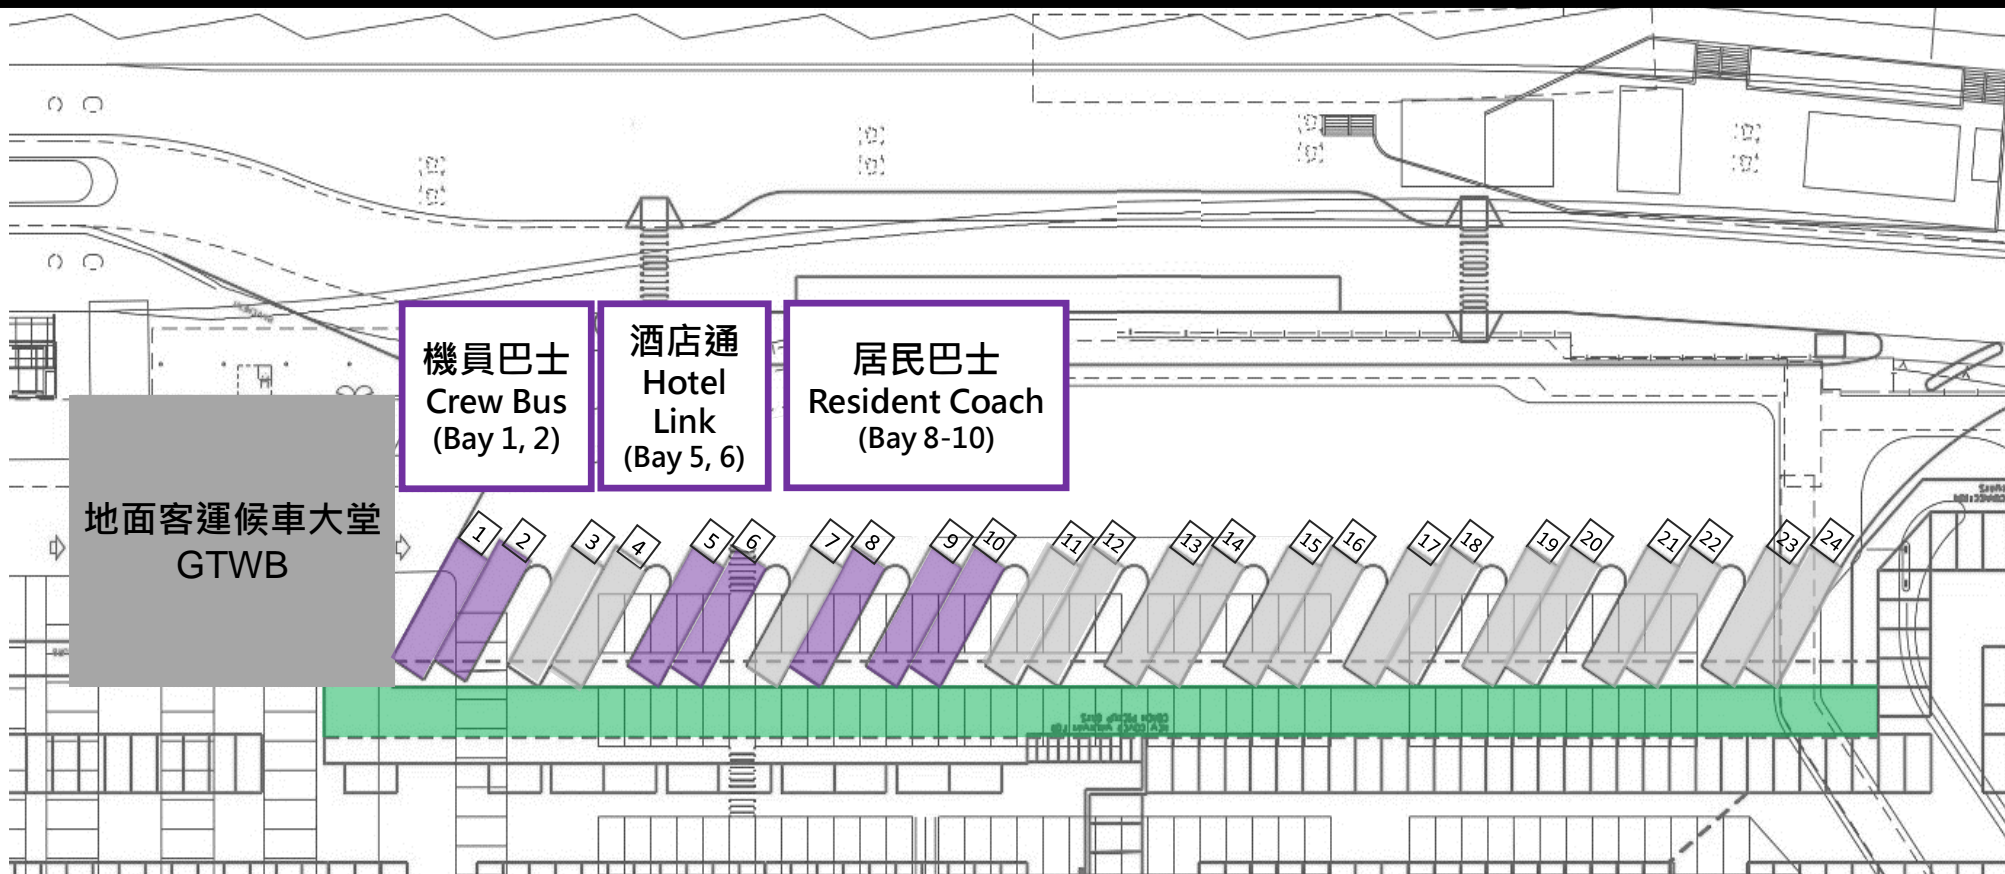 機員巴士
Crew Bus
(Bay 1, 2)
酒店通
Hotel
Link
(Bay 5, 6)
居民巴士
Resident Coach
(Bay 8-10)
地面客運候車大堂
GTWB
1 2 3 4 5 6 7 8 9 10 11 12 13 14 15 16 17 18 19 20 21 22 23 24